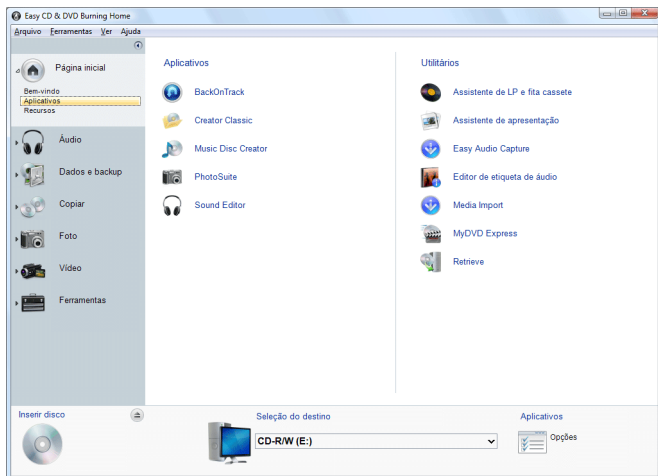 Easy CD & DVD Burning Home
Arquivo Ferramentas Ver Ajuda
Página inicial
Bem-vindo
Aplicativos
Recursos
Áudio
Dados e backup
Copiar
Foto
Vídeo
Ferramentas
Aplicativos
BackOnTrack
Creator Classic
Music Disc Creator
PhotoSuite
Sound Editor
Utilitários
Assistente de LP e fita cassete
Assistente de apresentação
Easy Audio Capture
Editor de etiqueta de áudio
Media Import
MyDVD Express
Retrieve
Inserir disco
Seleção do destino
CD-R/W (E:)
Aplicativos
Opções